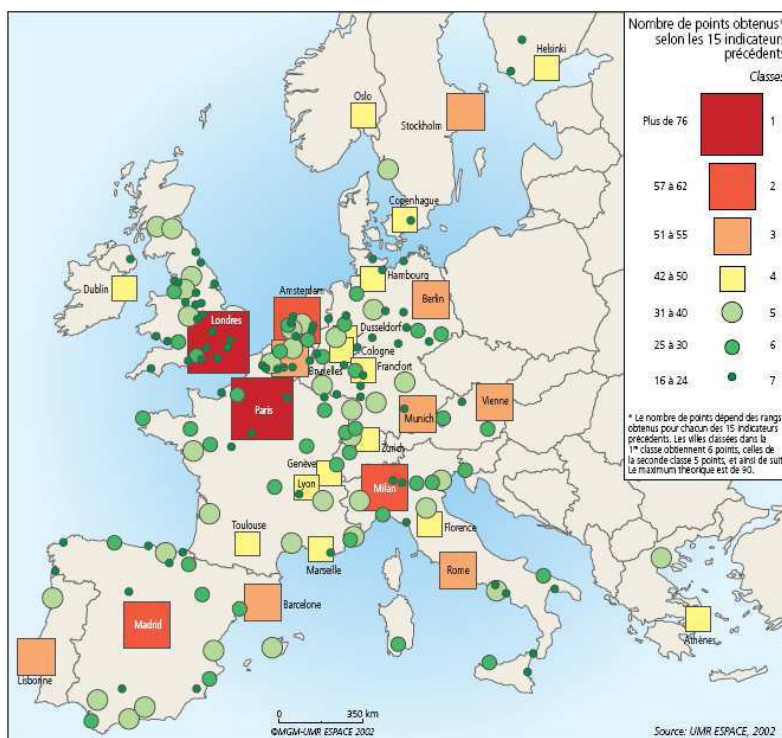 Nombre de points obtenus*
selon les 15 indicateurs
précédents
Classes
Plus de 76 1
57 à 62 2
51 à 55 3
42 à 50 4
31 à 40 5
25 à 30 6
16 à 24 7
* Le nombre de points dépend des rangs
obtenus pour chacun des 15 indicateurs
précédents. Les villes classées dans la
1re classe obtiennent 6 points, celles de
la seconde classe 5 points, et ainsi de suit
Le maximum théorique est de 90.
Helsinki
Oslo
Stockholm
Copenhague
Dublin
Hambourg
Amsterdam
Berlin
Londres
Dusseldorf
Cologne
Bruxelles
Francfort
Paris
Munich
Vienne
Zurich
Genève
Lyon
Milan
Toulouse
Florence
Marseille
Rome
Barcelone
Madrid
Athènes
Lisbonne
0 350 km
©MGM-UMR ESPACE 2002
Source: UMR ESPACE, 2002